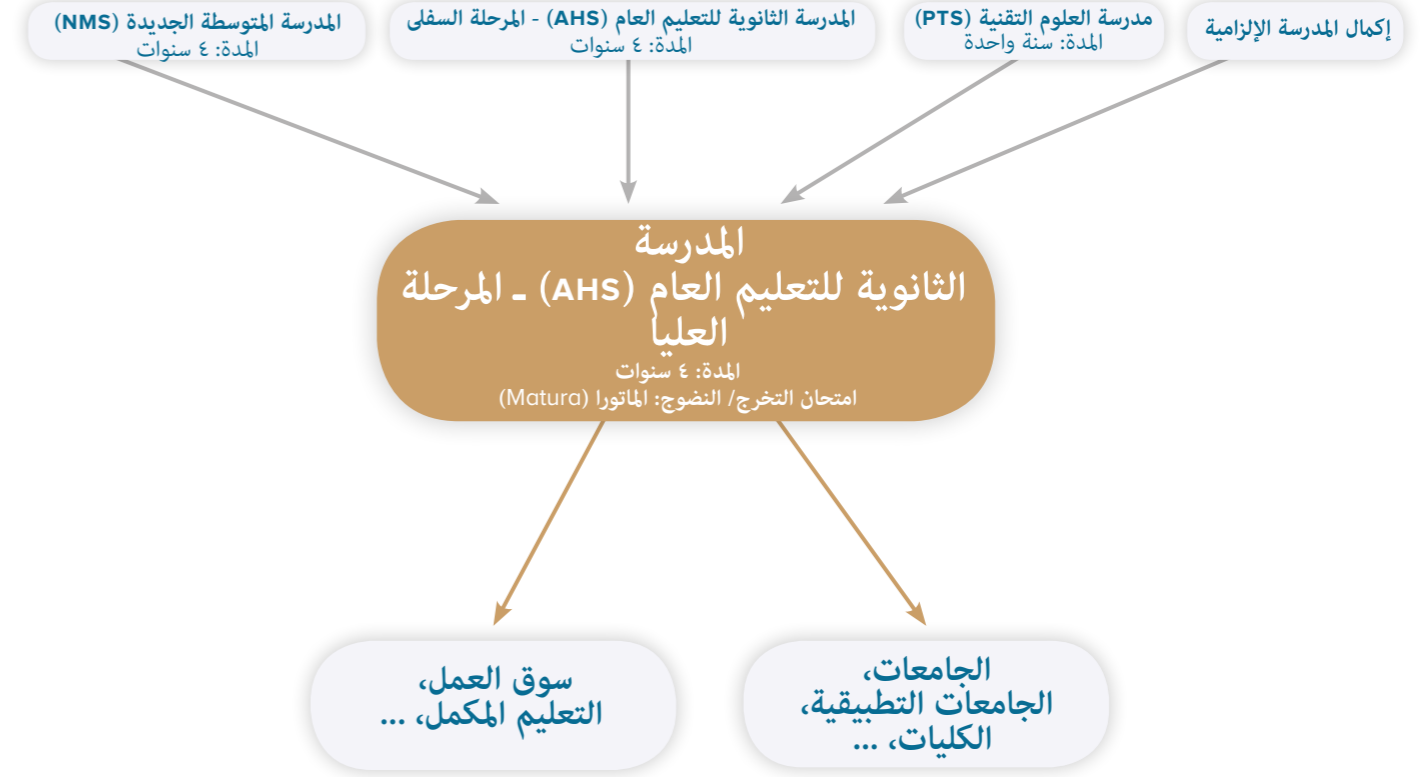 إكمال المدرسة الإلزامية
مدرسة العلوم التقنية (PTS)
المدة: سنة واحدة
المدرسة الثانوية للتعليم العام (AHS) - المرحلة السفلى
المدة: ٤ سنوات
المدرسة المتوسطة الجديدة (NMS)
المدة: ٤ سنوات
المدرسة
الثانوية للتعليم العام (AHS) ـ المرحلة
العليا
المدة: ٤ سنوات
امتحان التخرج/ النضوج: الماتورا (Matura)
الجامعات،
الجامعات التطبيقية،
الكليات، ...
سوق العمل،
التعليم المكمل، ...